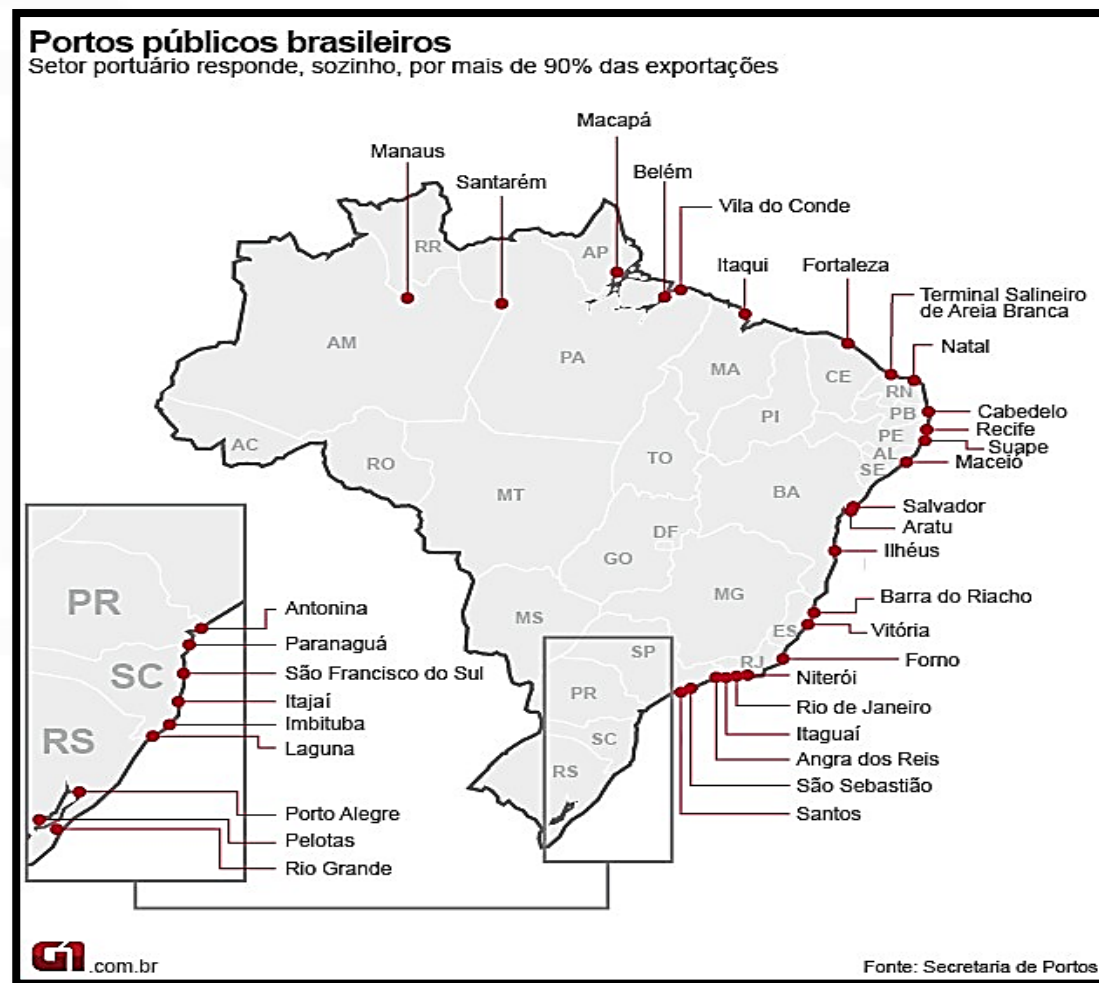 Portos públicos brasileiros
Setor portuário responde, sozinho, por mais de 90% das exportações
Macapá
Manaus
Belém
Santarém
Vila do Conde
Itaqui
Fortaleza
Terminal Salineiro
de Areia Branca
Natal
Cabedelo
Recife
Suape
Maceió
Salvador
Aratu
Ilhéus
Barra do Riacho
Vitória
Forno
Niterói
Rio de Janeiro
Itaguaí
Angra dos Reis
São Sebastião
Santos
RR
AP
AM
PA
MA
CE
RN
PB
PI
PE
AL
SE
AC
RO
TO
MT
BA
DF
GO
MG
MS
ES
SP
RJ
PR
SC
RS
PR
SC
RS
Antonina
Paranaguá
São Francisco do Sul
Itajaí
Imbituba
Laguna
Porto Alegre
Pelotas
Rio Grande
G1.com.br
Fonte: Secretaria de Portos